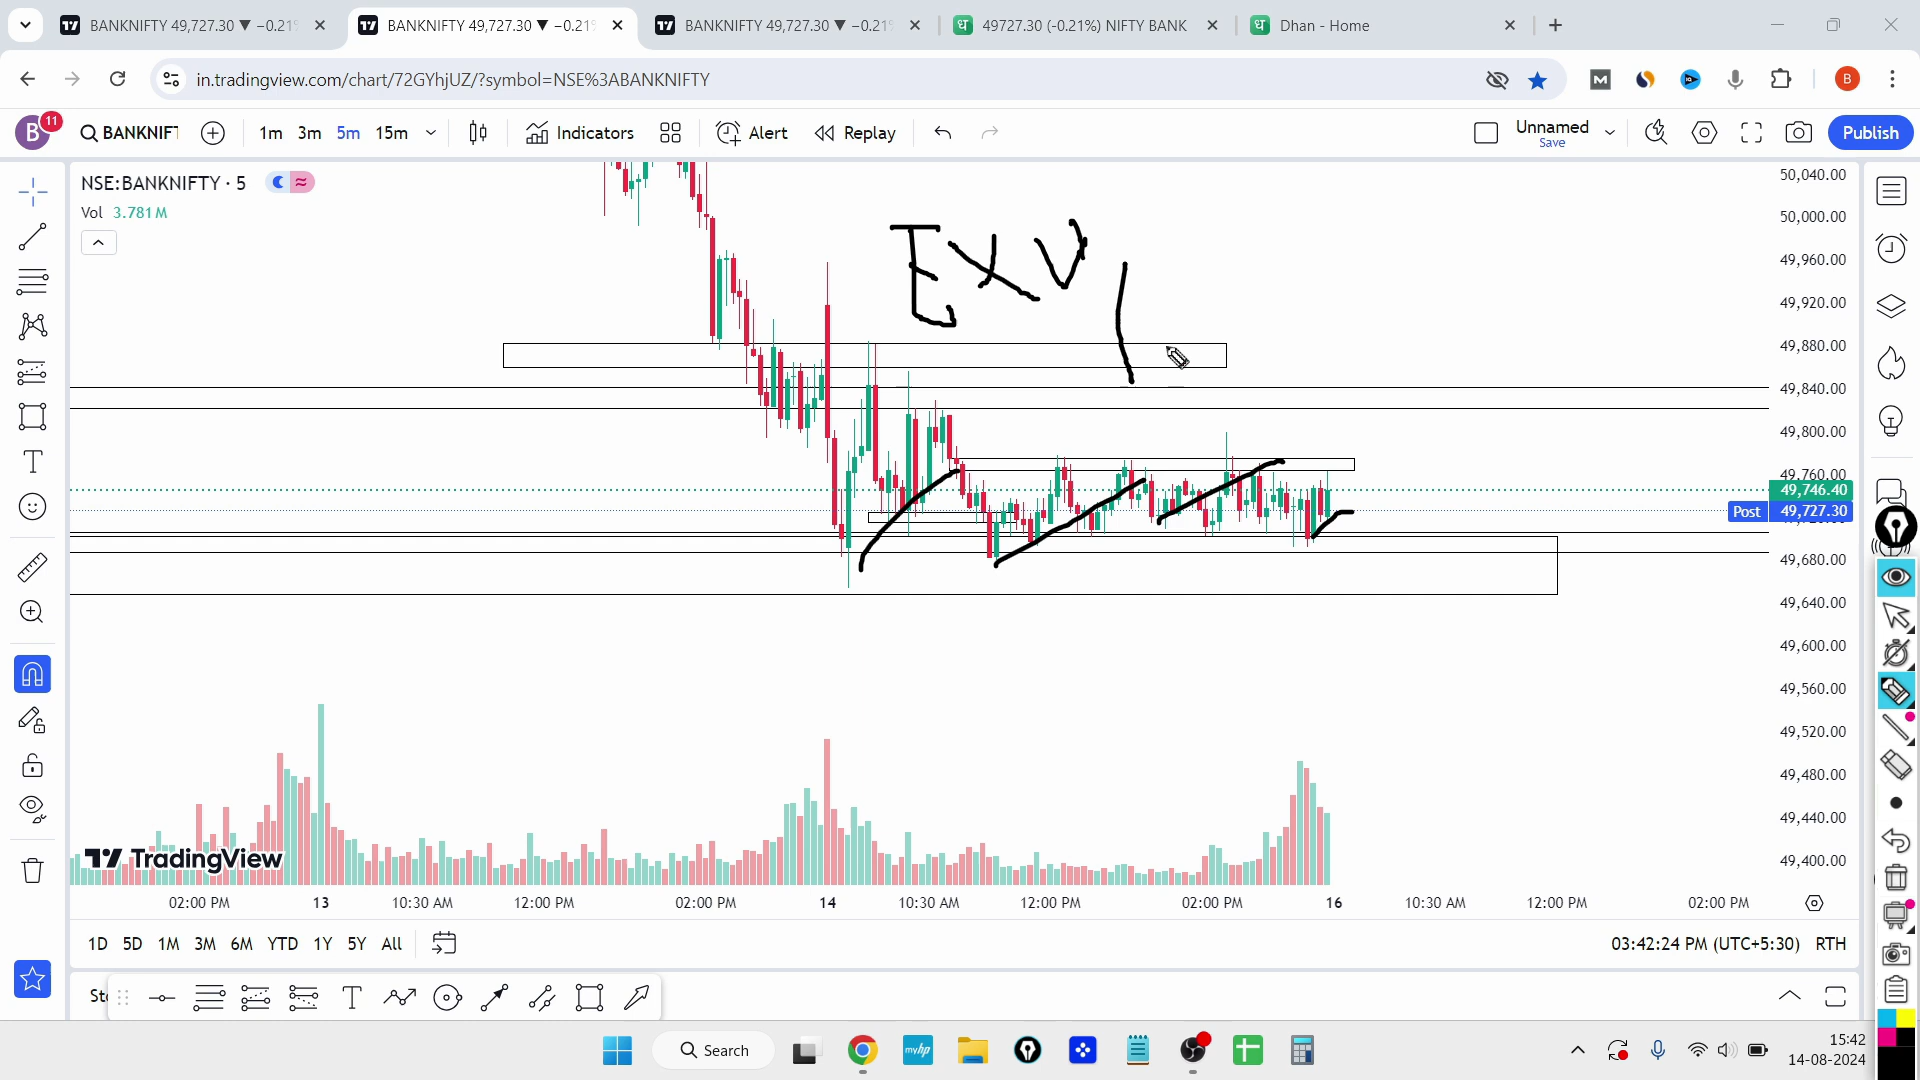 BANKNIFTY 49,727.30 ▼ −0.21%
BANKNIFTY 49,727.30 ▼ −0.21%
BANKNIFTY 49,727.30 ▼ −0.21%
49727.30 (-0.21%) NIFTY BANK
Dhan - Home
in.tradingview.com/chart/72GYhjUZ/?symbol=NSE%3ABANKNIFTY
M
B
B
11
BANKNIFT
1m 3m 5m 15m
Indicators
Alert
Replay
Unnamed
Save
Publish
NSE:BANKNIFTY · 5
Vol 3.781 M
EXV
50,040.00
50,000.00
49,960.00
49,920.00
49,880.00
49,840.00
49,800.00
49,760.00
49,746.40
Post 49,727.30
49,680.00
49,640.00
49,600.00
49,560.00
49,520.00
49,480.00
49,440.00
49,400.00
TradingView
02:00 PM 13 10:30 AM 12:00 PM 02:00 PM 14 10:30 AM 12:00 PM 02:00 PM 16 10:30 AM 12:00 PM 02:00 PM
1D 5D 1M 3M 6M YTD 1Y 5Y All
03:42:24 PM (UTC+5:30) RTH
Sto
Search
myhp
15:42
14-08-2024